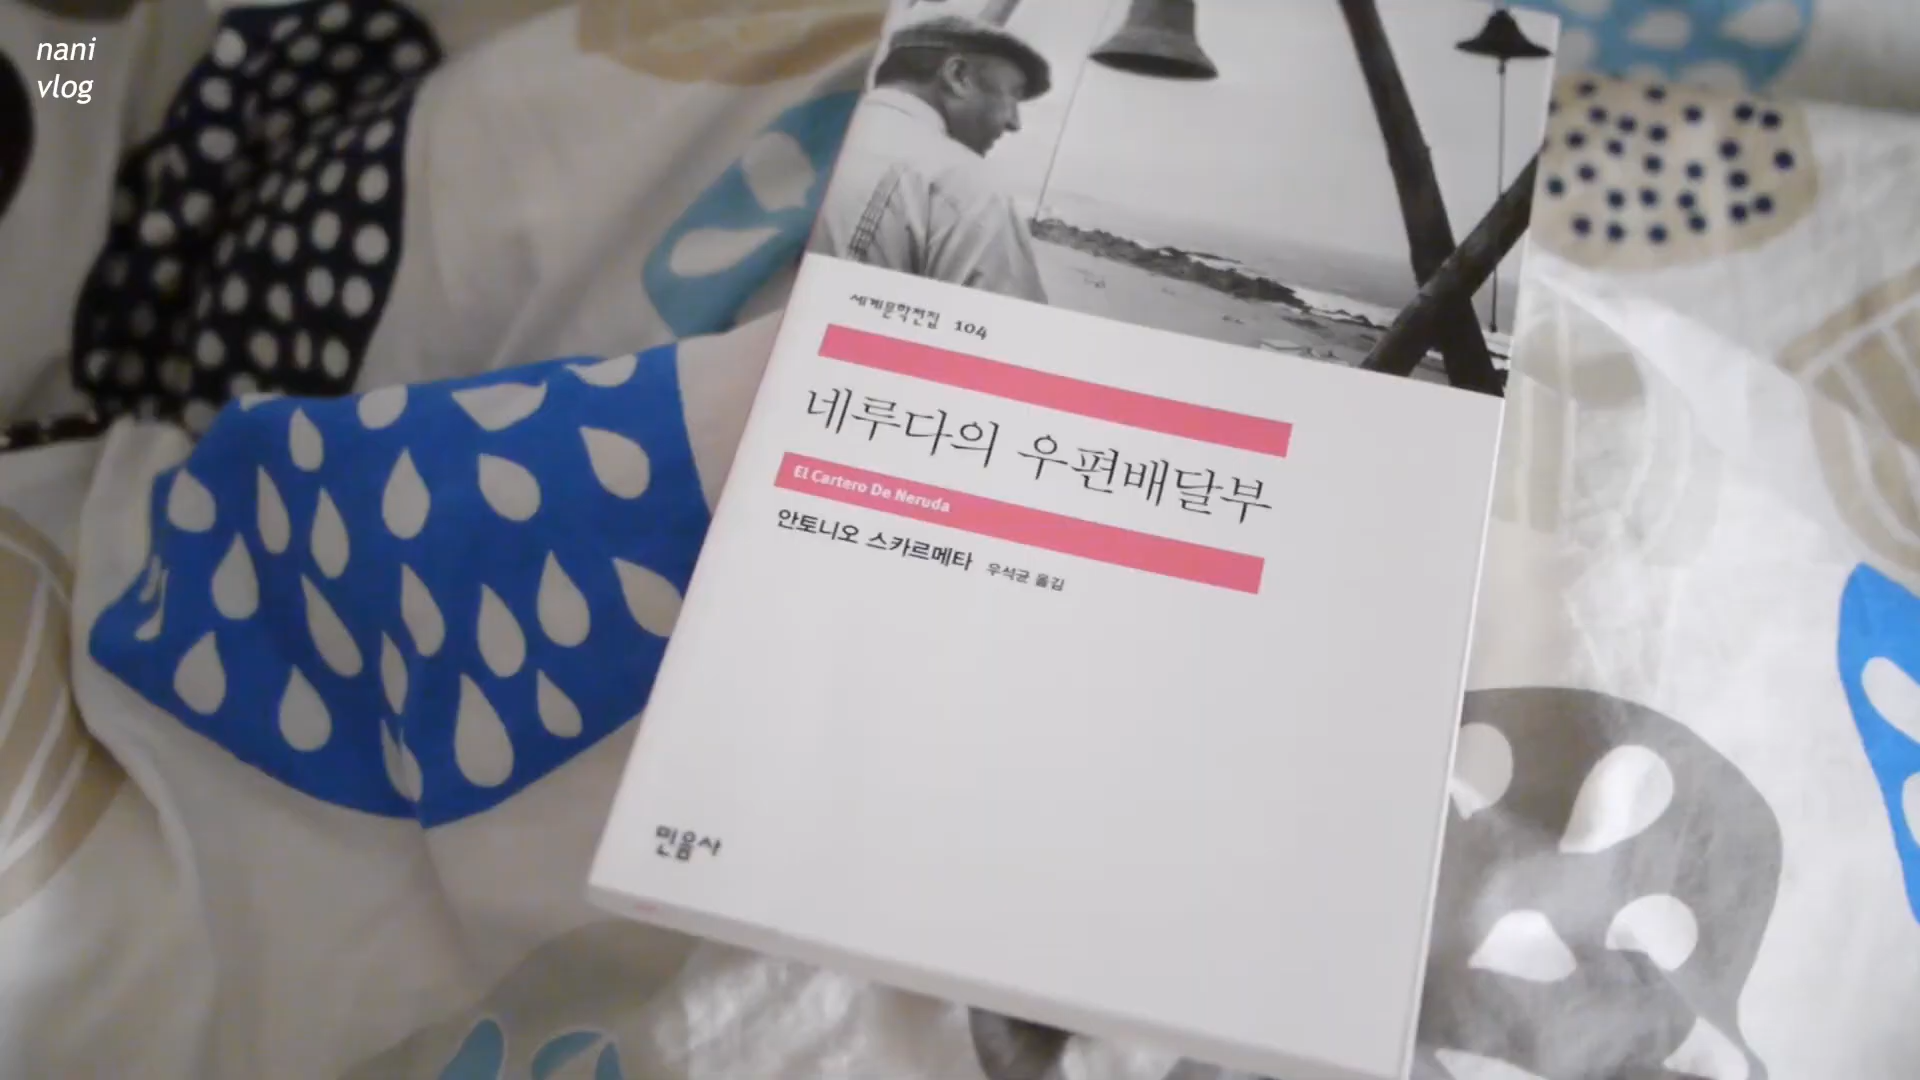 nani
vlog
세계문학전집 104
네루다의 우편배달부
El Cartero De Neruda
안토니오 스카르메타 우석균 옮김
민음사